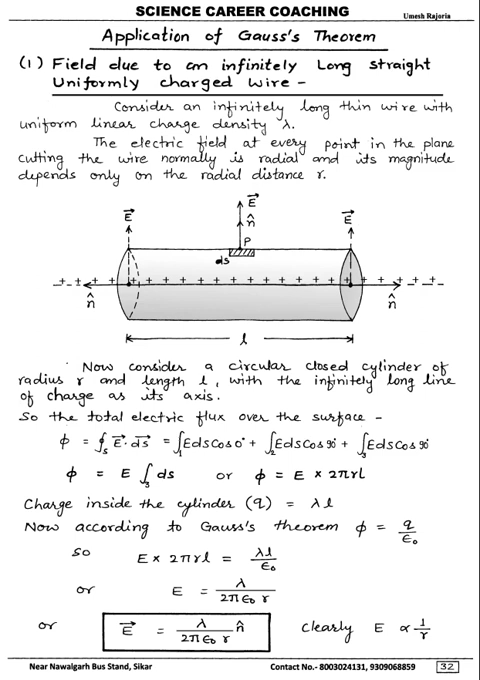 SCIENCE CAREER COACHING
Umesh Rajoria
Application of Gauss's Theorem
(1) Field due to an infinitely Long straight
Uniformly charged Wire -
Consider an infinitely long thin wire with
uniform linear charge density λ.
The electric field at every point in the plane
cutting the wire normally is radial and its magnitude
depends only on the radial distance r.
E⃗ E⃗ E⃗
n̂
P
ds
+ + + + + + + + + + + + + + + + + + + +
n̂ n̂
l
Now consider a circular closed cylinder of
radius r and length l, with the infinitely long line
of charge as its axis.
So the total electric flux over the surface -
ϕ = ∮s E⃗.ds⃗ = ∫1 Eds Cos 0° + ∫2 Eds Cos 90° + ∫3 Eds Cos 90°
ϕ = E ∫3 ds or ϕ = E × 2πrL
Charge inside the cylinder (q) = λl
Now according to Gauss's theorem ϕ = q/ε₀
So E × 2πrl = λl/ε₀
or E = λ/2πε₀ r
or E⃗ = λ/2πε₀ r n̂ Clearly E ∝ 1/r
Near Nawalgarh Bus Stand, Sikar Contact No.- 8003024131, 9309068859 32